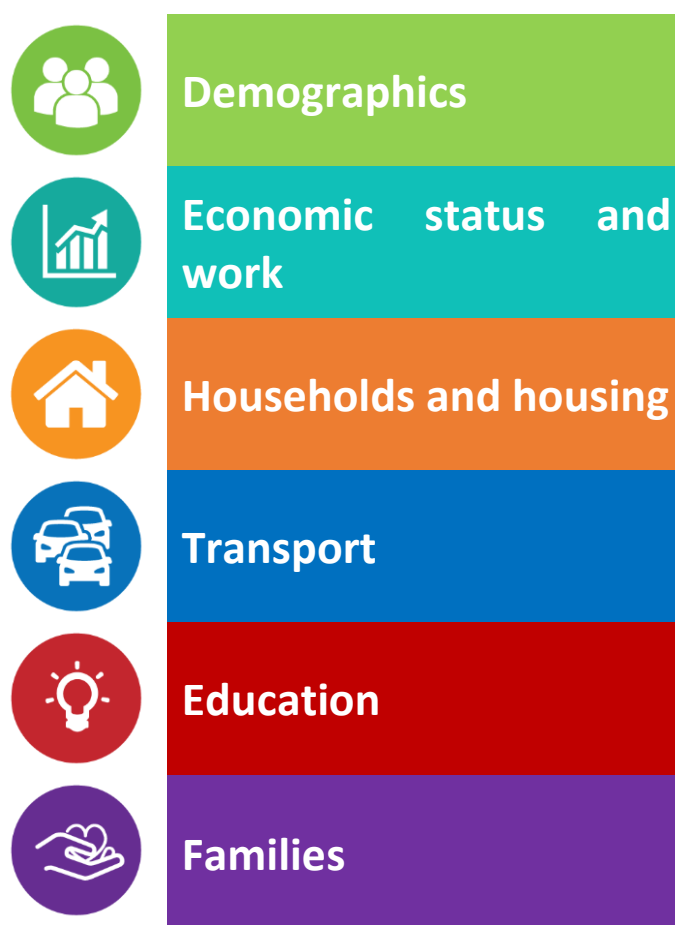 Demographics
Economic status and
work
Households and housing
Transport
Education
Families